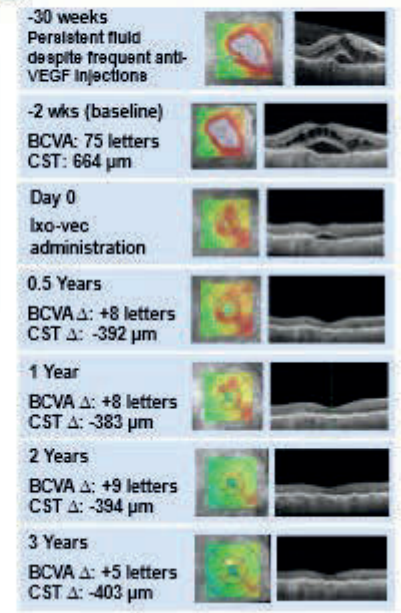 -30 weeks
Persistent fluid
despite frequent anti-
VEGF injections
-2 wks (baseline)
BCVA: 75 letters
CST: 664 µm
Day 0
Ixo-vec
administration
0.5 Years
BCVA Δ: +8 letters
CST Δ: -392 µm
1 Year
BCVA Δ: +8 letters
CST Δ: -383 µm
2 Years
BCVA Δ: +9 letters
CST Δ: -394 µm
3 Years
BCVA Δ: +5 letters
CST Δ: -403 µm